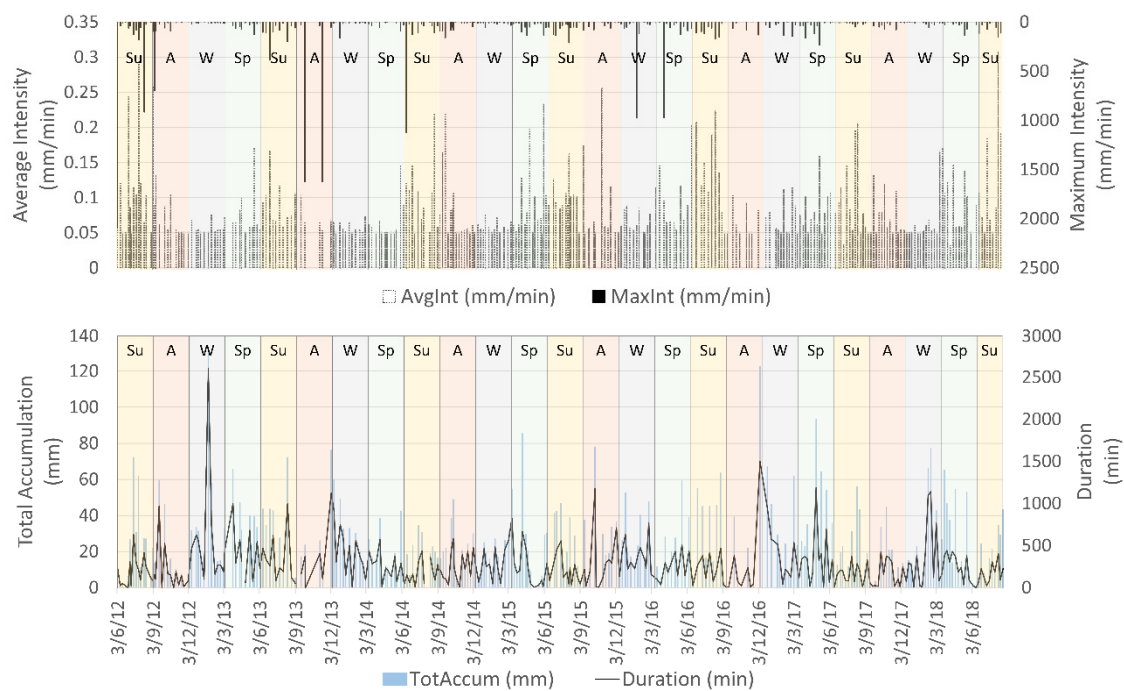 0.35 0
0.3 500
0.25
0.2 1000
0.15 1500
0.1 2000
0.05
0 2500
Average Intensity
(mm/min)
Maximum Intensity
(mm/min)
Su A W Sp Su A W Sp Su A W Sp Su A W Sp Su A W Sp Su A W Sp Su
AvgInt (mm/min) MaxInt (mm/min)
140 3000
120 2500
100 2000
80
60 1500
40 1000
20 500
0 0
Total Accumulation
(mm)
Duration
(min)
Su A W Sp Su A W Sp Su A W Sp Su A W Sp Su A W Sp Su A W Sp Su
3/6/12 3/9/12 3/12/12 3/3/13 3/6/13 3/9/13 3/12/13 3/3/14 3/6/14 3/9/14 3/12/14 3/3/15 3/6/15 3/9/15 3/12/15 3/3/16 3/6/16 3/9/16 3/12/16 3/3/17 3/6/17 3/9/17 3/12/17 3/3/18 3/6/18
TotAccum (mm) Duration (min)